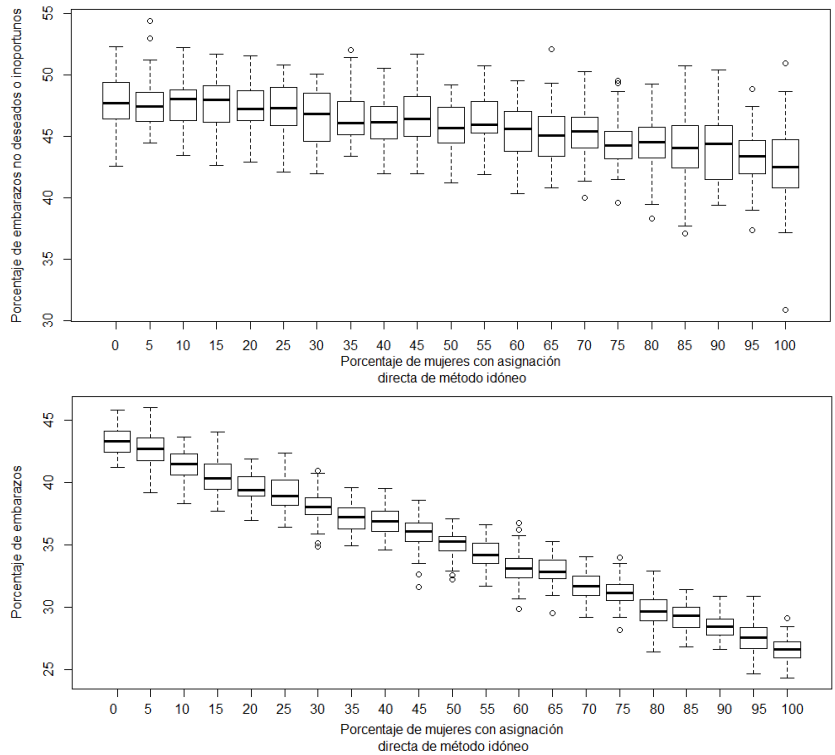 Porcentaje de embarazos no deseados o inoportunos
55
50
45
40
35
30
0 5 10 15 20 25 30 35 40 45 50 55 60 65 70 75 80 85 90 95 100
Porcentaje de mujeres con asignación
directa de método idóneo
Porcentaje de embarazos
45
40
35
30
25
0 5 10 15 20 25 30 35 40 45 50 55 60 65 70 75 80 85 90 95 100
Porcentaje de mujeres con asignación
directa de método idóneo